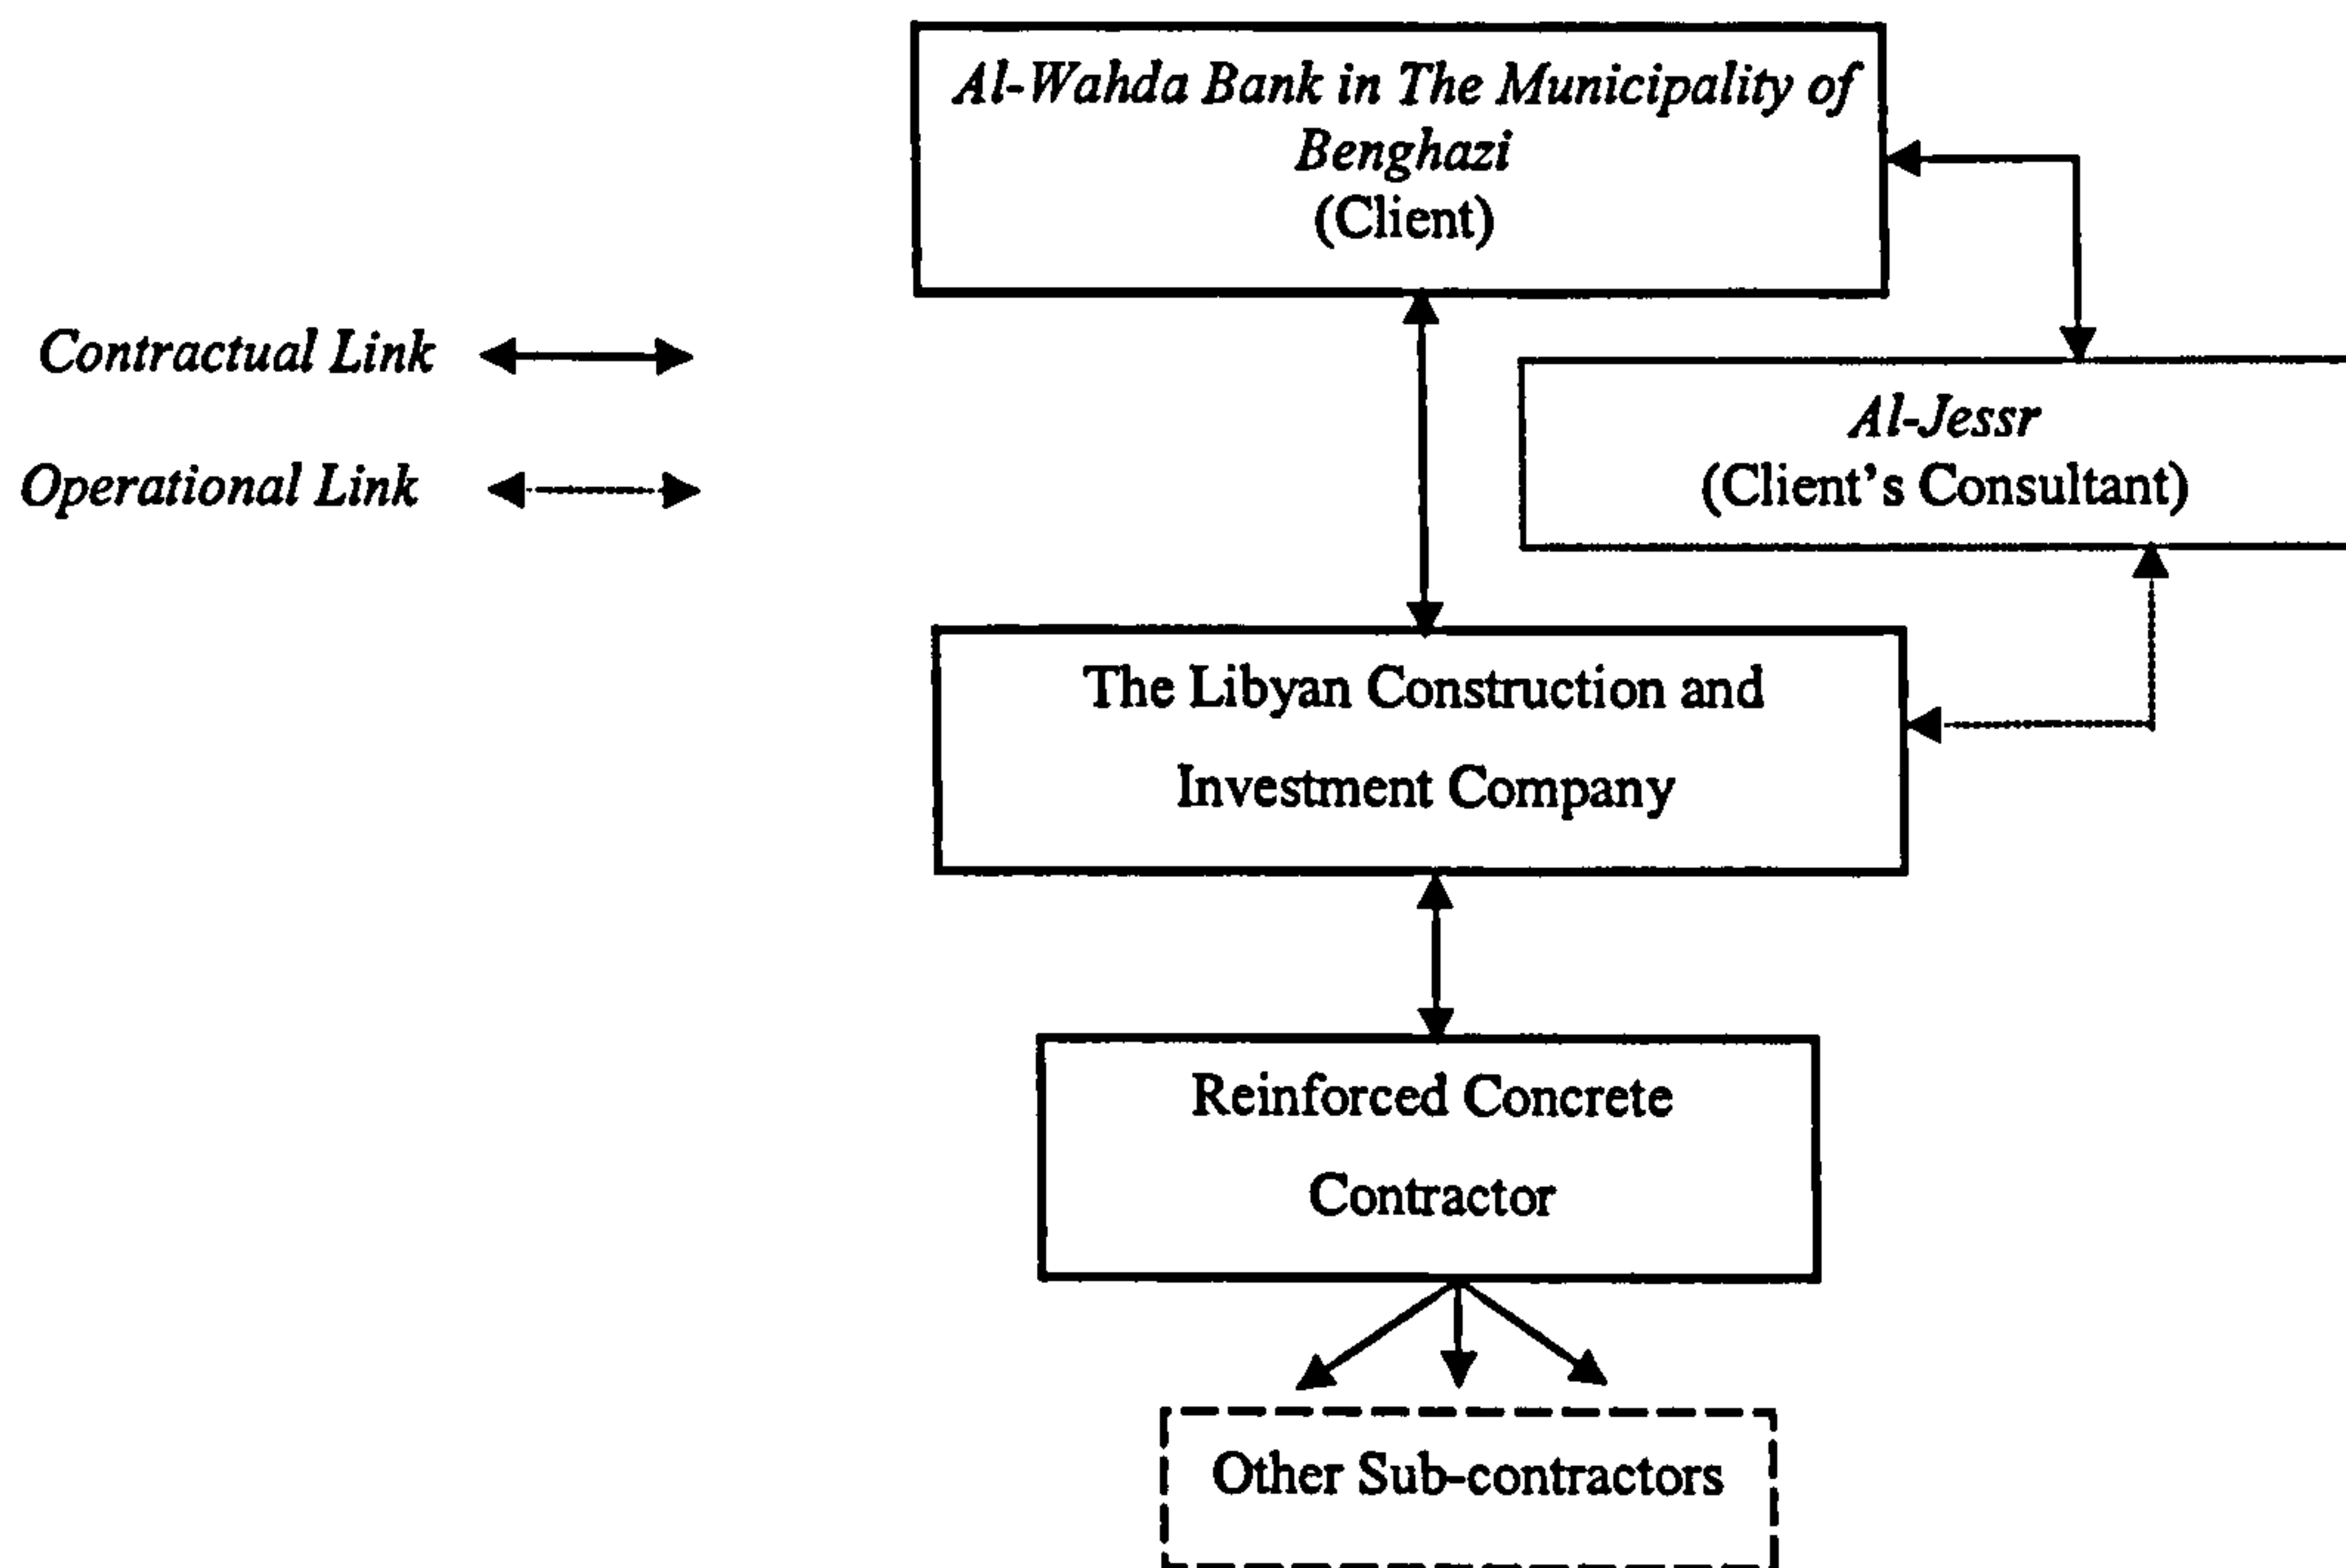 Al-Wahda Bank in The Municipality of
Benghazi
(Client)
Contractual Link
Operational Link
Al-Jessr
(Client's Consultant)
The Libyan Construction and
Investment Company
Reinforced Concrete
Contractor
Other Sub-contractors